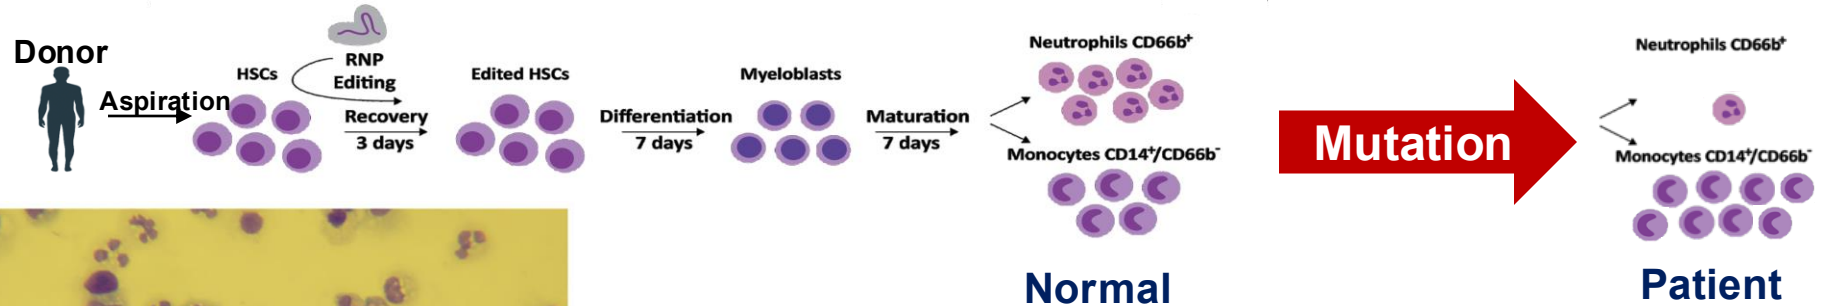 Donor
Aspiration
HSCs
RNP
Editing
Recovery
3 days
Edited HSCs
Differentiation
7 days
Myeloblasts
Maturation
7 days
Neutrophils CD66b⁺
Monocytes CD14⁺/CD66b⁻
Normal
Mutation
Neutrophils CD66b⁺
Monocytes CD14⁺/CD66b⁻
Patient